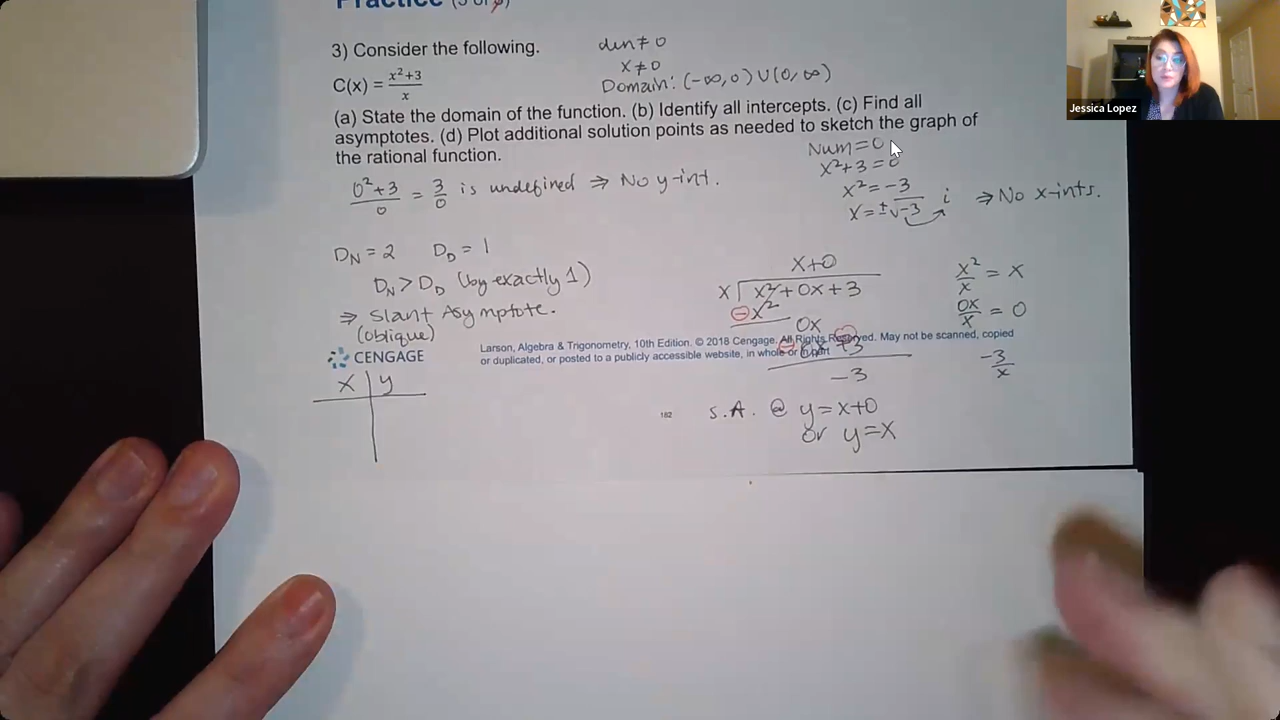 Practice (3 of
Jessica Lopez
3) Consider the following.
den ≠ 0
x ≠ 0
C(x) = x²+3 / x
Domain: (-∞, 0) ∪ (0, ∞)
(a) State the domain of the function. (b) Identify all intercepts. (c) Find all
asymptotes. (d) Plot additional solution points as needed to sketch the graph of
the rational function.
Num = 0
x²+3 = 0
x² = -3
x = ±√-3 i ⇒ No x-ints.
0²+3 / 0 = 3/0 is undefined ⇒ No y-int.
D_N = 2 D_D = 1
D_N > D_D (by exactly 1)
⇒ Slant Asymptote.
(oblique)
x+0
x √ x²+0x+3
⊖ x²
0x
+3
-3
x²/x = x
0x/x = 0
-3/x
CENGAGE
Larson, Algebra & Trigonometry, 10th Edition. © 2018 Cengage. All Rights Reserved. May not be scanned, copied
or duplicated, or posted to a publicly accessible website, in whole or in part
x | y
182
S.A. @ y = x+0
or y = x